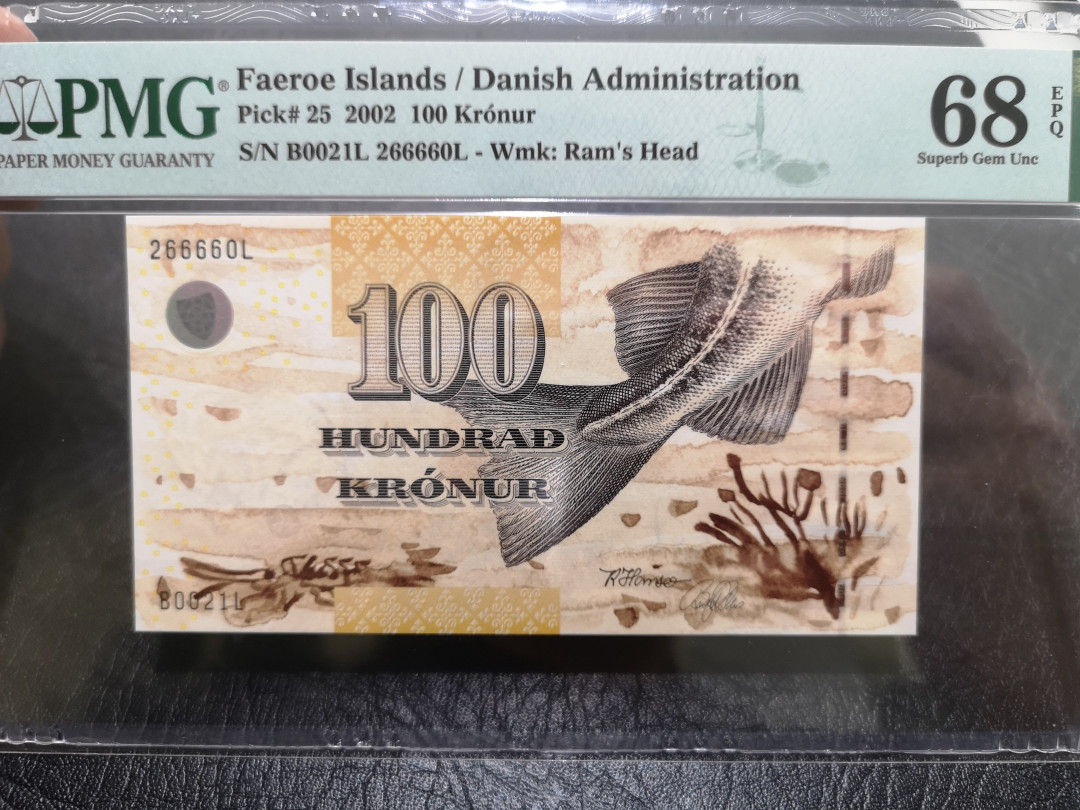 PMG®
PAPER MONEY GUARANTY
Faeroe Islands / Danish Administration
Pick# 25 2002 100 Krónur
S/N B0021L 266660L - Wmk: Ram's Head
68
EPQ
Superb Gem Unc
266660L
100
HUNDRAÐ
KRÓNUR
B0021L